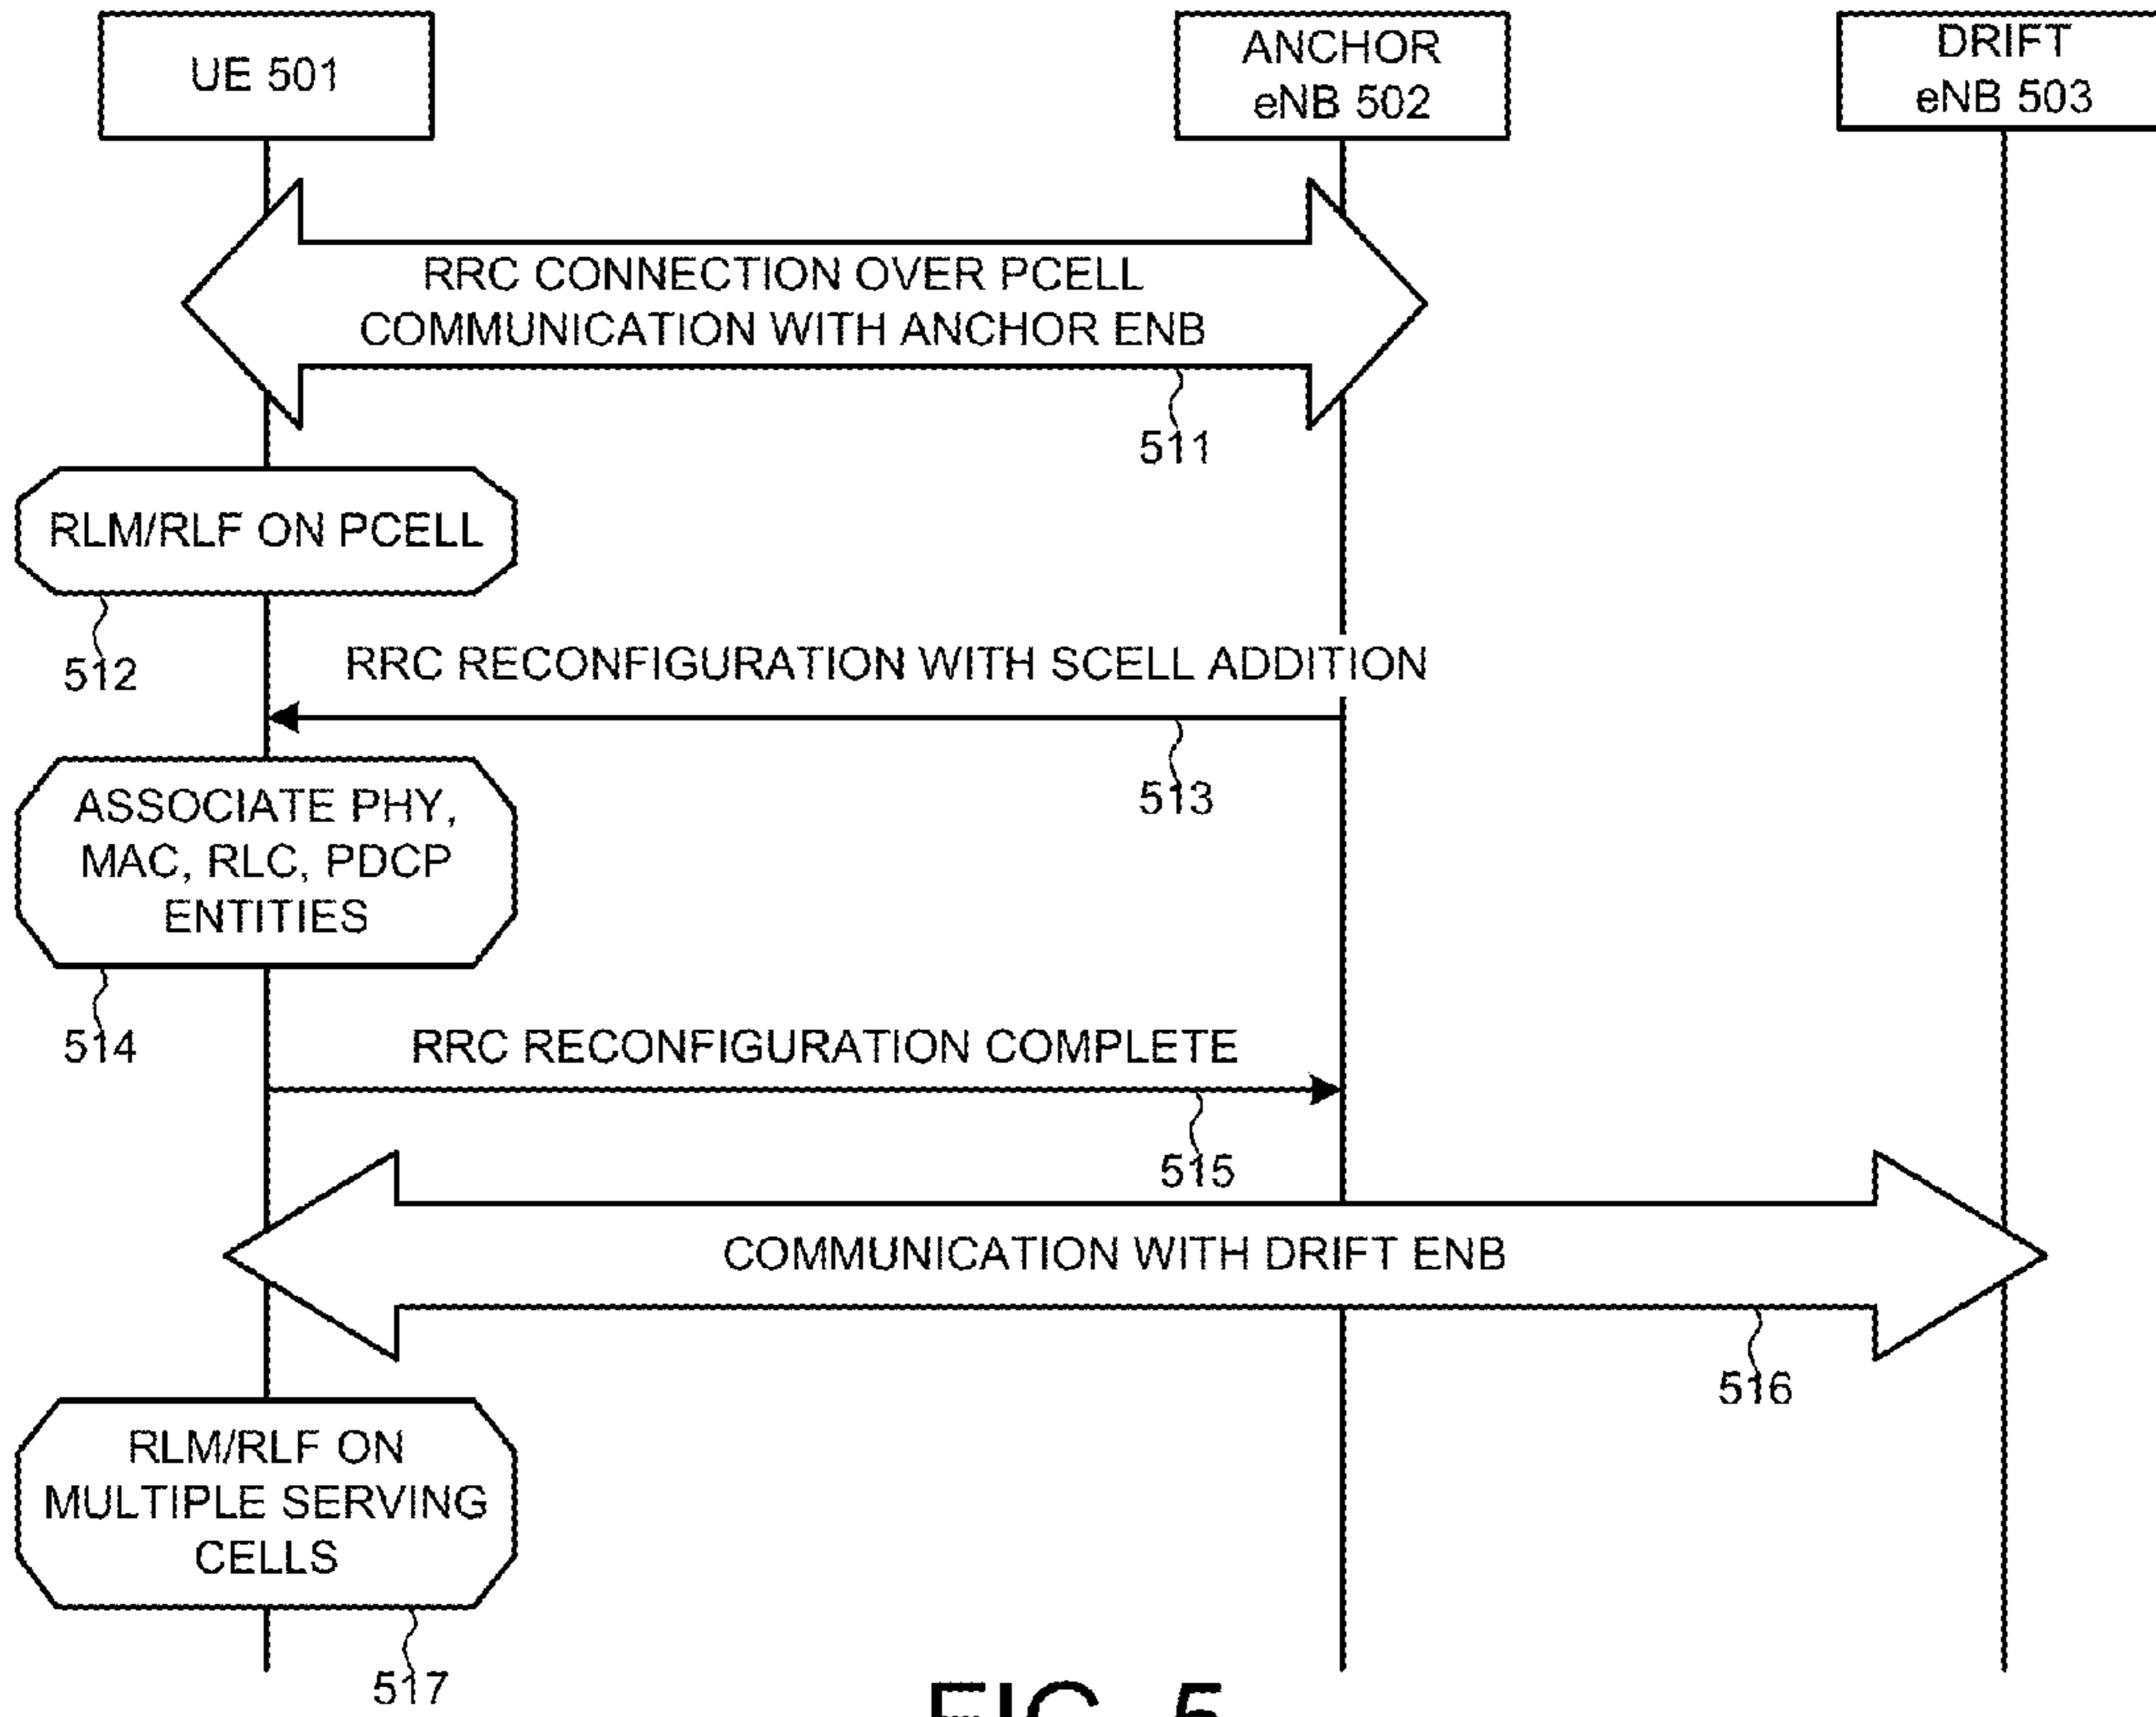 UE 501
ANCHOR
eNB 502
DRIFT
eNB 503
RRC CONNECTION OVER PCELL
COMMUNICATION WITH ANCHOR ENB
511
RLM/RLF ON PCELL
512
RRC RECONFIGURATION WITH SCELL ADDITION
513
ASSOCIATE PHY,
MAC, RLC, PDCP
ENTITIES
514
RRC RECONFIGURATION COMPLETE
515
COMMUNICATION WITH DRIFT ENB
516
RLM/RLF ON
MULTIPLE SERVING
CELLS
517
FIG. 5